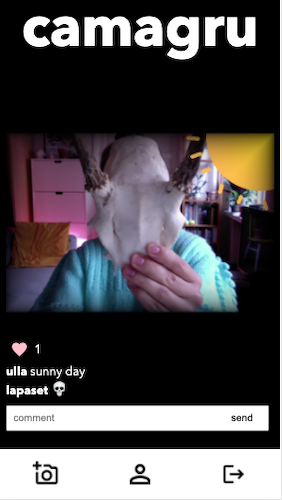 camagru
1
ulla sunny day
lapaset 💀
comment send